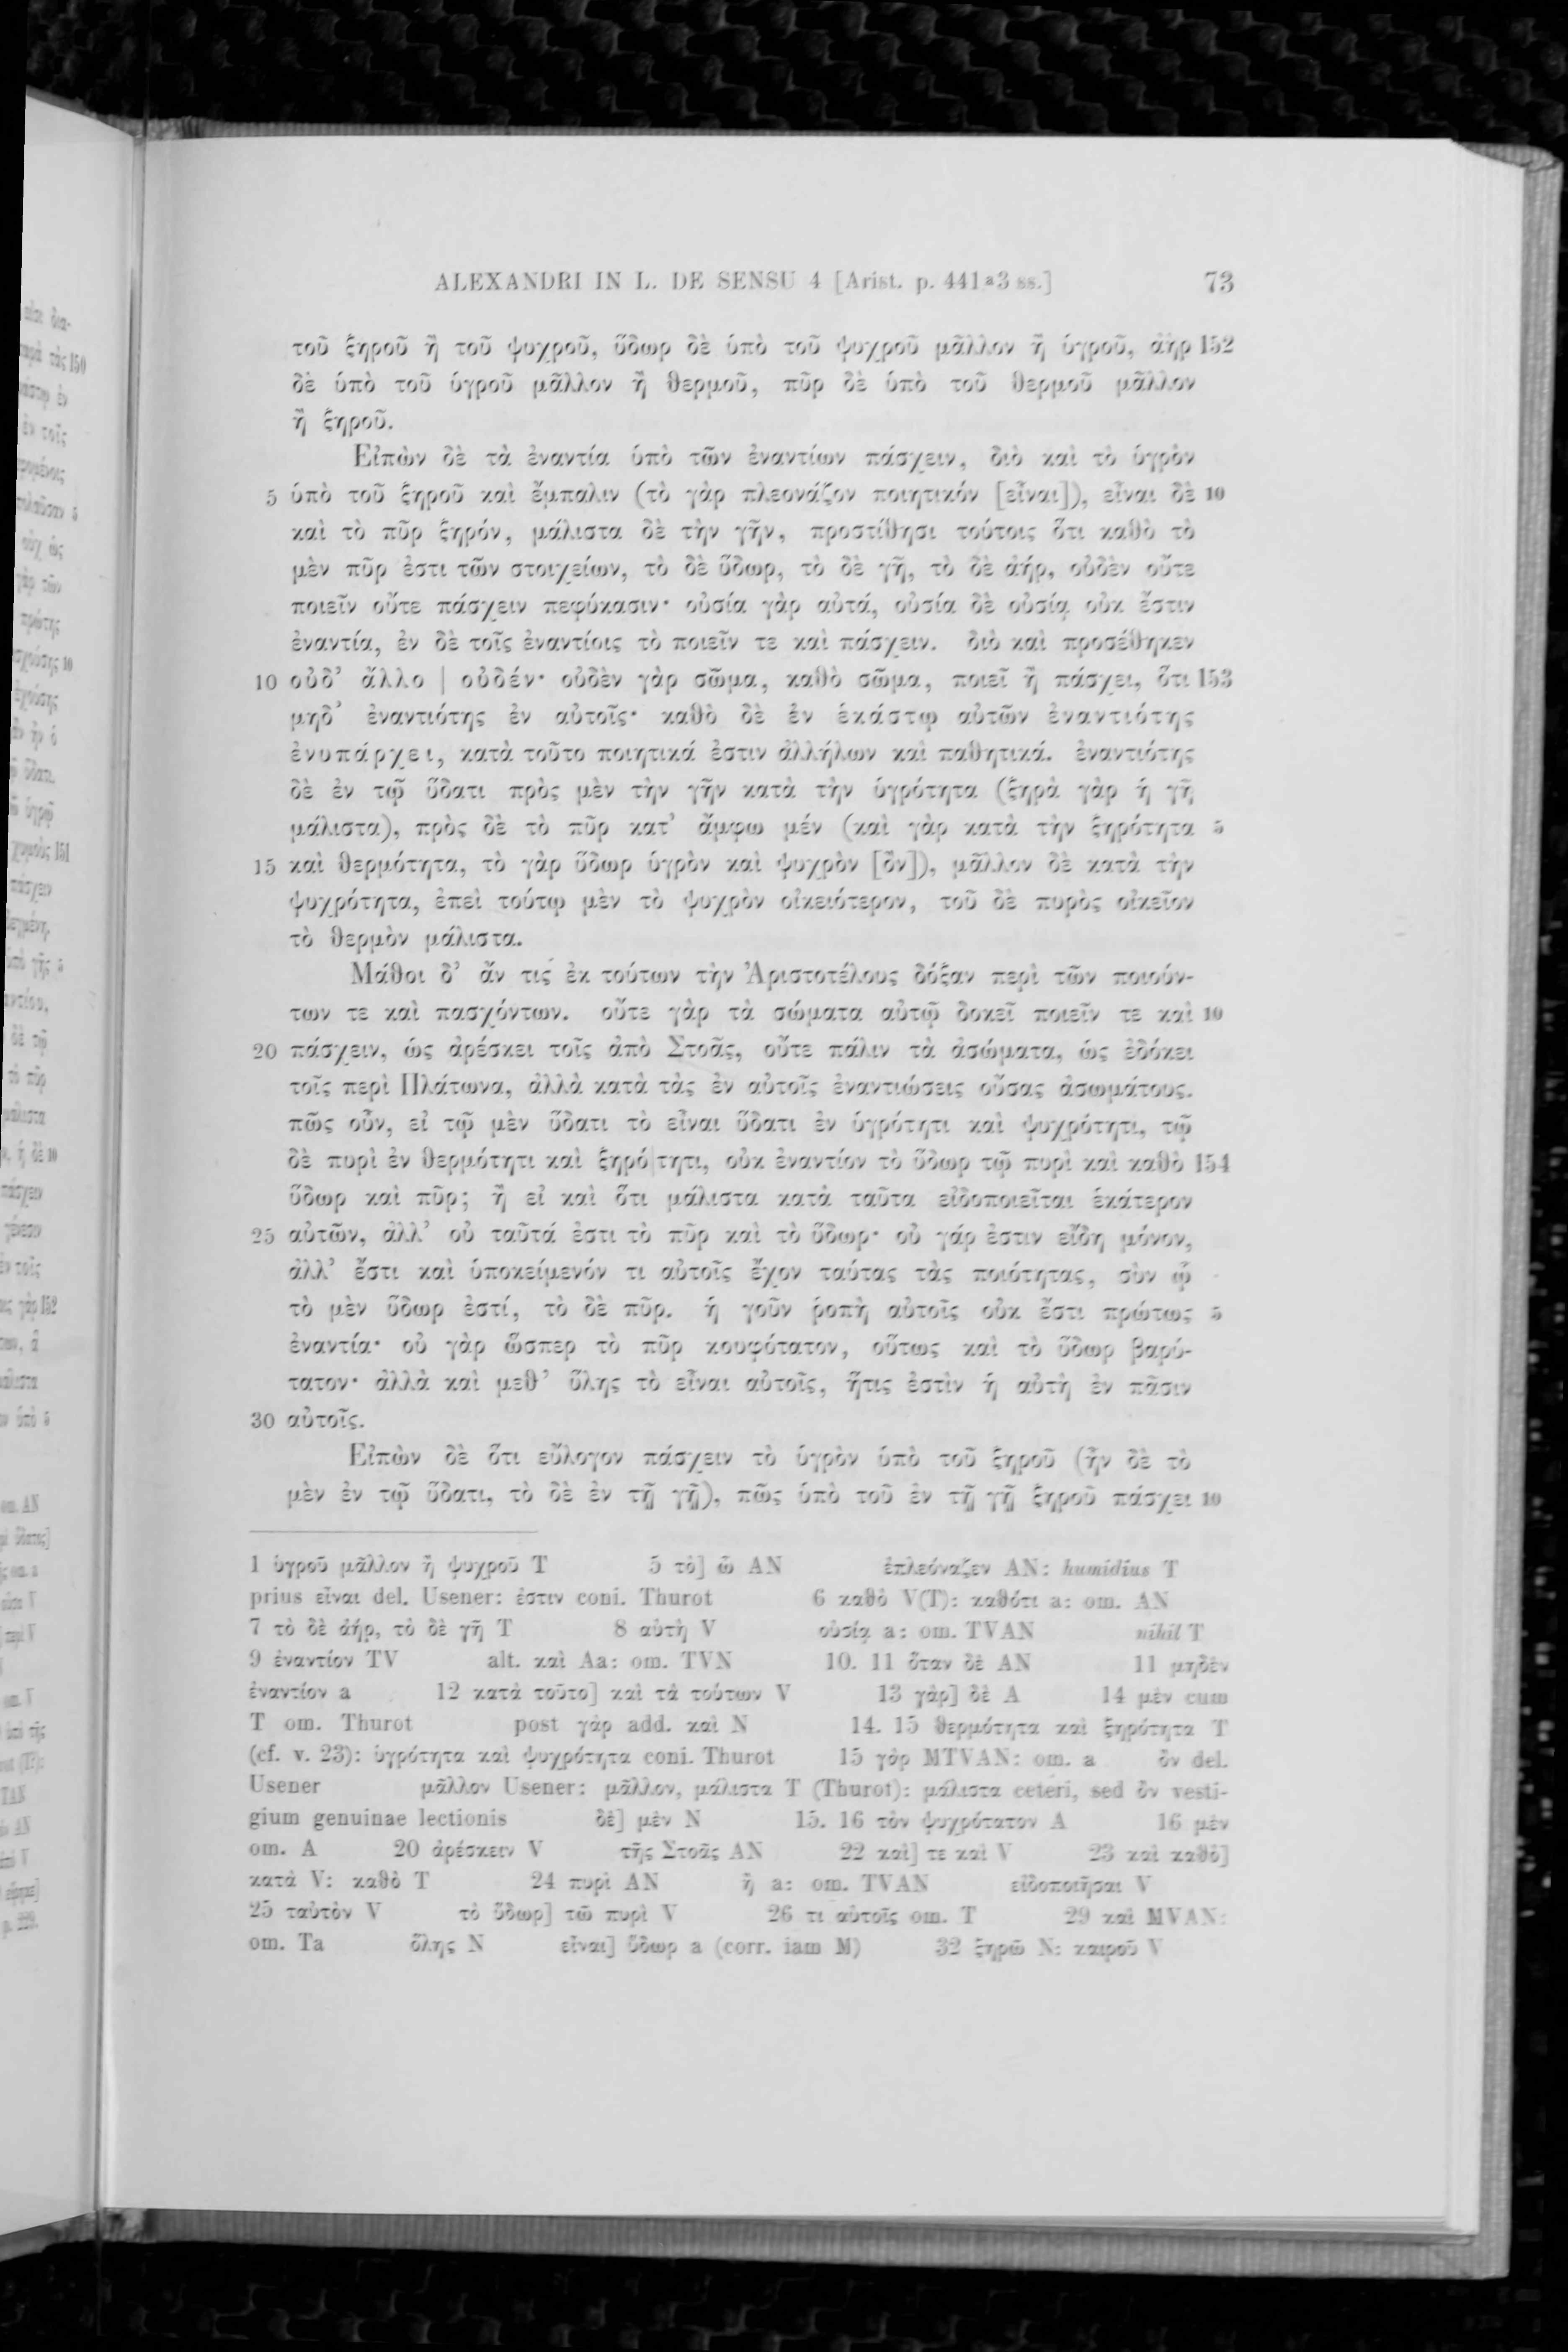 ALEXANDRI IN L. DE SENSU 4 [Arist. p. 441a3 ss.] 73
τοῦ ξηροῦ ἢ τοῦ ψυχροῦ, ὕδωρ δὲ ὑπὸ τοῦ ψυχροῦ μᾶλλον ἢ ὑγροῦ, ἀὴρ 152
δὲ ὑπὸ τοῦ ὑγροῦ μᾶλλον ἢ θερμοῦ, πῦρ δὲ ὑπὸ τοῦ θερμοῦ μᾶλλον
ἢ ξηροῦ.
Εἰπὼν δὲ τὰ ἐναντία ὑπὸ τῶν ἐναντίων πάσχειν, διὸ καὶ τὸ ὑγρὸν
5 ὑπὸ τοῦ ξηροῦ καὶ ἔμπαλιν (τὸ γὰρ πλεονάζον ποιητικόν [εἶναι]), εἶναι δὲ 10
καὶ τὸ πῦρ ξηρόν, μάλιστα δὲ τὴν γῆν, προστίθησι τούτοις ὅτι καθὸ τὸ
μὲν πῦρ ἐστι τῶν στοιχείων, τὸ δὲ ὕδωρ, τὸ δὲ γῆ, τὸ δὲ ἀήρ, οὐδὲν οὔτε
ποιεῖν οὔτε πάσχειν πεφύκασιν· οὐσία γὰρ αὐτά, οὐσία δὲ οὐσίᾳ οὐκ ἔστιν
ἐναντία, ἐν δὲ τοῖς ἐναντίοις τὸ ποιεῖν τε καὶ πάσχειν. διὸ καὶ προσέθηκεν
10 οὐδ’ ἄλλο | οὐδέν· οὐδὲν γὰρ σῶμα, καθὸ σῶμα, ποιεῖ ἢ πάσχει, ὅτι 153
μηδ’ ἐναντιότης ἐν αὐτοῖς· καθὸ δὲ ἐν ἑκάστῳ αὐτῶν ἐναντιότης
ἐνυπάρχει, κατὰ τοῦτο ποιητικά ἐστιν ἀλλήλων καὶ παθητικά. ἐναντιότης
δὲ ἐν τῷ ὕδατι πρὸς μὲν τὴν γῆν κατὰ τὴν ὑγρότητα (ξηρὰ γὰρ ἡ γῆ
μάλιστα), πρὸς δὲ τὸ πῦρ κατ’ ἄμφω μέν (καὶ γὰρ κατὰ τὴν ξηρότητα 5
15 καὶ θερμότητα, τὸ γὰρ ὕδωρ ὑγρὸν καὶ ψυχρὸν [ὂν]), μᾶλλον δὲ κατὰ τὴν
ψυχρότητα, ἐπεὶ τούτῳ μὲν τὸ ψυχρὸν οἰκειότερον, τοῦ δὲ πυρὸς οἰκεῖον
τὸ θερμὸν μάλιστα.
Μάθοι δ’ ἄν τις ἐκ τούτων τὴν Ἀριστοτέλους δόξαν περὶ τῶν ποιούν-
των τε καὶ πασχόντων. οὔτε γὰρ τὰ σώματα αὐτῷ δοκεῖ ποιεῖν τε καὶ 10
20 πάσχειν, ὡς ἀρέσκει τοῖς ἀπὸ Στοᾶς, οὔτε πάλιν τὰ ἀσώματα, ὡς ἐδόκει
τοῖς περὶ Πλάτωνα, ἀλλὰ κατὰ τὰς ἐν αὐτοῖς ἐναντιώσεις οὔσας ἀσωμάτους.
πῶς οὖν, εἰ τῷ μὲν ὕδατι τὸ εἶναι ὕδατι ἐν ὑγρότητι καὶ ψυχρότητι, τῷ
δὲ πυρὶ ἐν θερμότητι καὶ ξηρό|τητι, οὐκ ἐναντίον τὸ ὕδωρ τῷ πυρὶ καὶ καθὸ 154
ὕδωρ καὶ πῦρ; ἢ εἰ καὶ ὅτι μάλιστα κατὰ ταῦτα εἰδοποιεῖται ἑκάτερον
25 αὐτῶν, ἀλλ’ οὐ ταῦτά ἐστι τὸ πῦρ καὶ τὸ ὕδωρ· οὐ γάρ ἐστιν εἴδη μόνον,
ἀλλ’ ἔστι καὶ ὑποκείμενόν τι αὐτοῖς ἔχον ταύτας τὰς ποιότητας, σὺν ᾧ
τὸ μὲν ὕδωρ ἐστί, τὸ δὲ πῦρ. ἡ γοῦν ῥοπὴ αὐτοῖς οὐκ ἔστι πρώτως 5
ἐναντία· οὐ γὰρ ὥσπερ τὸ πῦρ κουφότατον, οὕτως καὶ τὸ ὕδωρ βαρύ-
τατον· ἀλλὰ καὶ μεθ’ ὕλης τὸ εἶναι αὐτοῖς, ἥτις ἐστὶν ἡ αὐτὴ ἐν πᾶσιν
30 αὐτοῖς.
Εἰπὼν δὲ ὅτι εὔλογον πάσχειν τὸ ὑγρὸν ὑπὸ τοῦ ξηροῦ (ἦν δὲ τὸ
μὲν ἐν τῷ ὕδατι, τὸ δὲ ἐν τῇ γῇ), πῶς ὑπὸ τοῦ ἐν τῇ γῇ ξηροῦ πάσχει 10
1 ὑγροῦ μᾶλλον ἢ ψυχροῦ T 5 τὸ] ὦ AN ἐπλεόναζεν AN: humidius T
prius εἶναι del. Usener: ἐστιν coni. Thurot 6 καθὸ V(T): καθότι a: om. AN
7 τὸ δὲ ἀήρ, τὸ δὲ γῆ T 8 αὐτὴ V οὐσίᾳ a: om. TVAN nihil T
9 ἐναντίον TV alt. καὶ Aa: om. TVN 10. 11 ὅταν δὲ AN 11 μηδὲν
ἐναντίον a 12 κατὰ τοῦτο] καὶ τὰ τούτων V 13 γὰρ] δὲ A 14 μὲν cum
T om. Thurot post γὰρ add. καὶ N 14. 15 θερμότητα καὶ ξηρότητα T
(cf. v. 23): ὑγρότητα καὶ ψυχρότητα coni. Thurot 15 γὰρ MTVAN: om. a ὂν del.
Usener μᾶλλον Usener: μᾶλλον, μάλιστα T (Thurot): μάλιστα ceteri, sed ὂν vesti-
gium genuinae lectionis δὲ] μὲν N 15. 16 τὸν ψυχρότατον A 16 μὲν
om. A 20 ἀρέσκειν V τῆς Στοᾶς AN 22 καὶ] τε καὶ V 23 καὶ καθὸ]
κατὰ V: καθὸ T 24 πυρὶ AN ἢ a: om. TVAN εἰδοποιῆσαι V
25 ταὐτὸν V τὸ ὕδωρ] τῶ πυρὶ V 26 τι αὐτοῖς om. T 29 καὶ MVAN:
om. Ta ὅλης N εἶναι] ὕδωρ a (corr. iam M) 32 ξηρῶ N: καιροῦ V